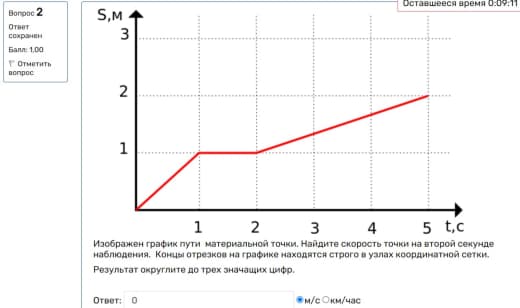 Оставшееся время 0:09:11
Вопрос 2
Ответ
сохранен
Балл: 1,00
Отметить
вопрос
S,м
3
2
1
1 2 3 4 5 t,с
Изображен график пути материальной точки. Найдите скорость точки на второй секунде
наблюдения. Концы отрезков на графике находятся строго в узлах координатной сетки.
Результат округлите до трех значащих цифр.
Ответ: 0 м/с км/час